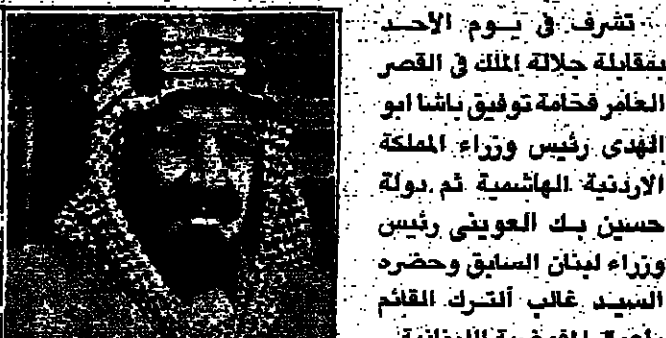 تشرف في يوم الأحد
بمقابلة جلالة الملك في القصر
العامر فخامة توفيق باشا ابو
الهدى رئيس وزراء المملكة
الاردنية الهاشمية ثم دولة
حسين بك العويني رئيس
وزراء لبنان السابق وحضره
السيد غالب الترك القائم